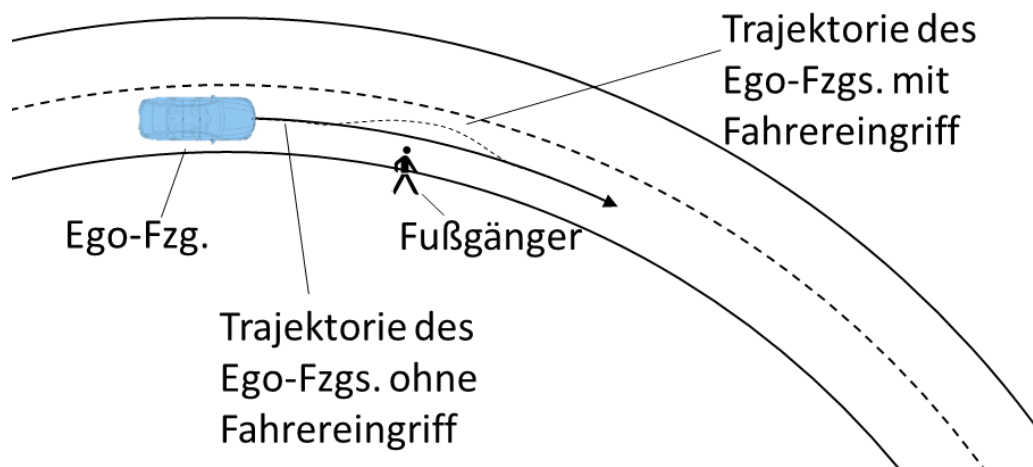 Trajektorie des
Ego-Fzgs. mit
Fahrereingriff
Ego-Fzg.
Fußgänger
Trajektorie des
Ego-Fzgs. ohne
Fahrereingriff